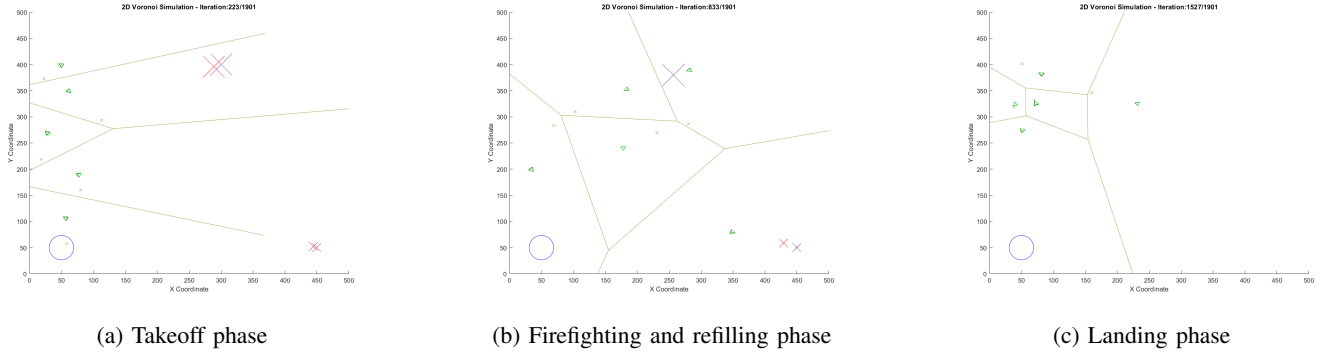 2D Voronoi Simulation - Iteration:223/1901
500
450
400
350
300
250
200
150
100
50
0
Y Coordinate
0 50 100 150 200 250 300 350 400 450 500
X Coordinate
(a) Takeoff phase
2D Voronoi Simulation - Iteration:833/1901
500
450
400
350
300
250
200
150
100
50
0
Y Coordinate
0 50 100 150 200 250 300 350 400 450 500
X Coordinate
(b) Firefighting and refilling phase
2D Voronoi Simulation - Iteration:1527/1901
500
450
400
350
300
250
200
150
100
50
0
Y Coordinate
0 50 100 150 200 250 300 350 400 450 500
X Coordinate
(c) Landing phase